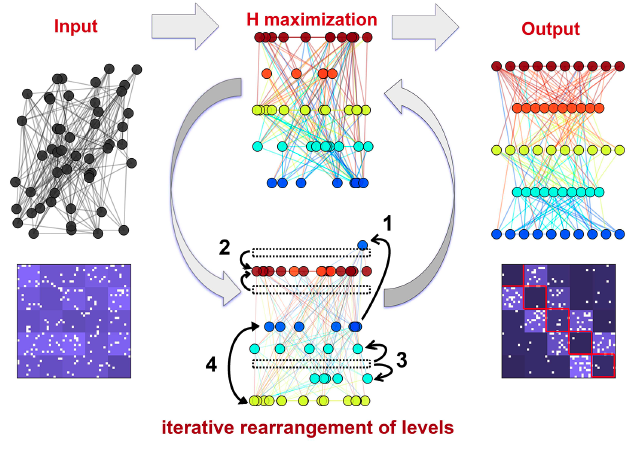 Input
H maximization
Output
1
2
3
4
iterative rearrangement of levels